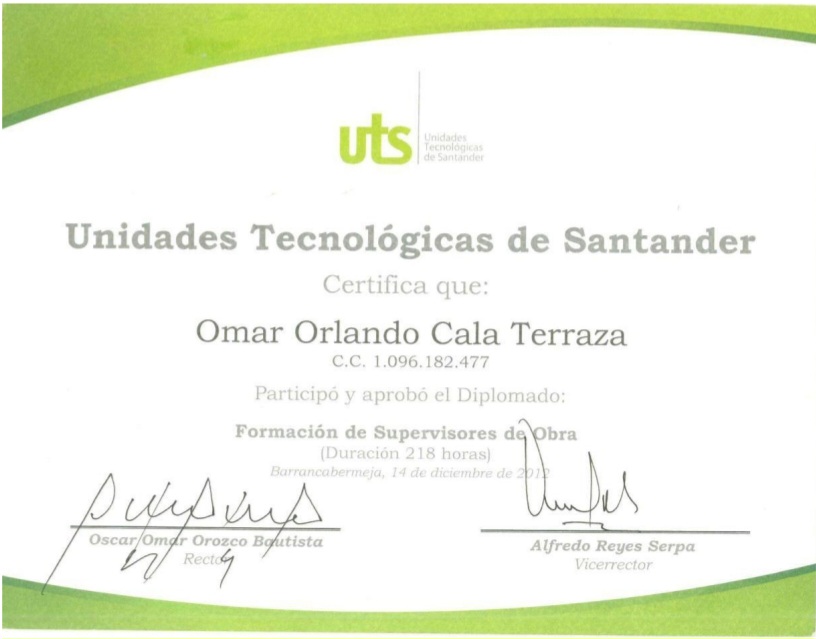 uts
Unidades
Tecnológicas
de Santander
Unidades Tecnológicas de Santander
Certifica que:
Omar Orlando Cala Terraza
C.C. 1.096.182.477
Participó y aprobó el Diplomado:
Formación de Supervisores de Obra
(Duración 218 horas)
Barrancabermeja, 14 de diciembre de 2012
Oscar Omar Orozco Bautista
Rector
Alfredo Reyes Serpa
Vicerrector